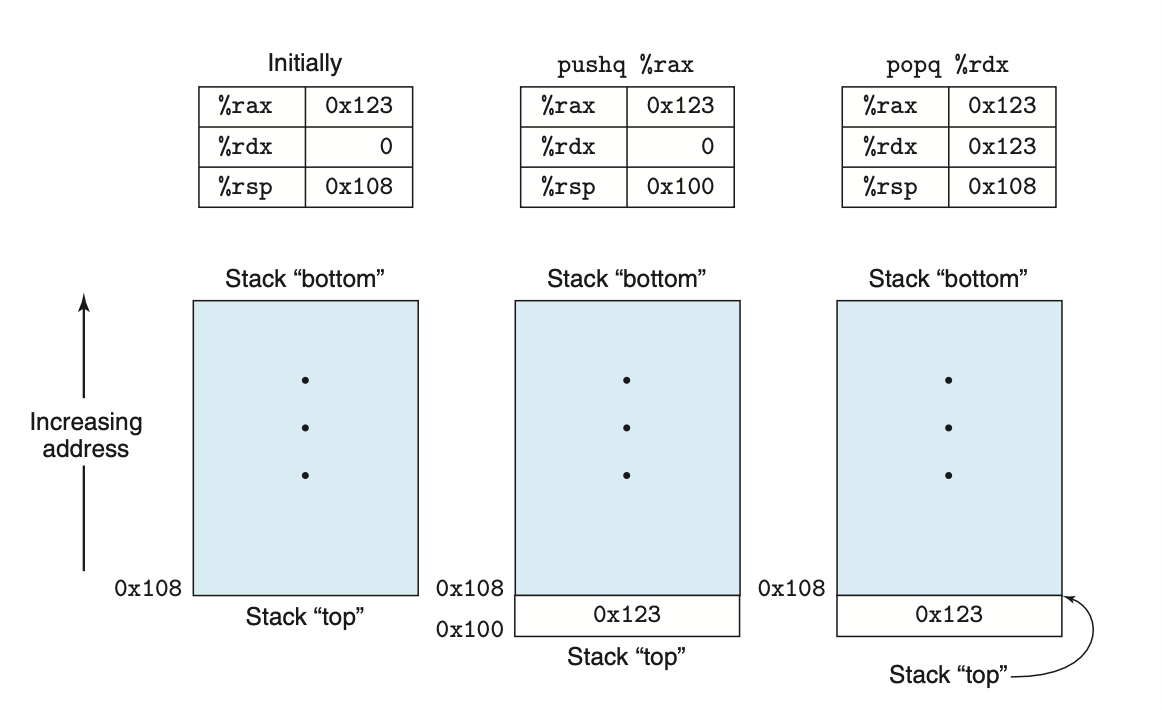 Initially
%rax 0x123
%rdx 0
%rsp 0x108
pushq %rax
%rax 0x123
%rdx 0
%rsp 0x100
popq %rdx
%rax 0x123
%rdx 0x123
%rsp 0x108
Increasing
address
Stack “bottom”
0x108
Stack “top”
Stack “bottom”
0x108
0x123
0x100
Stack “top”
Stack “bottom”
0x108
0x123
Stack “top”